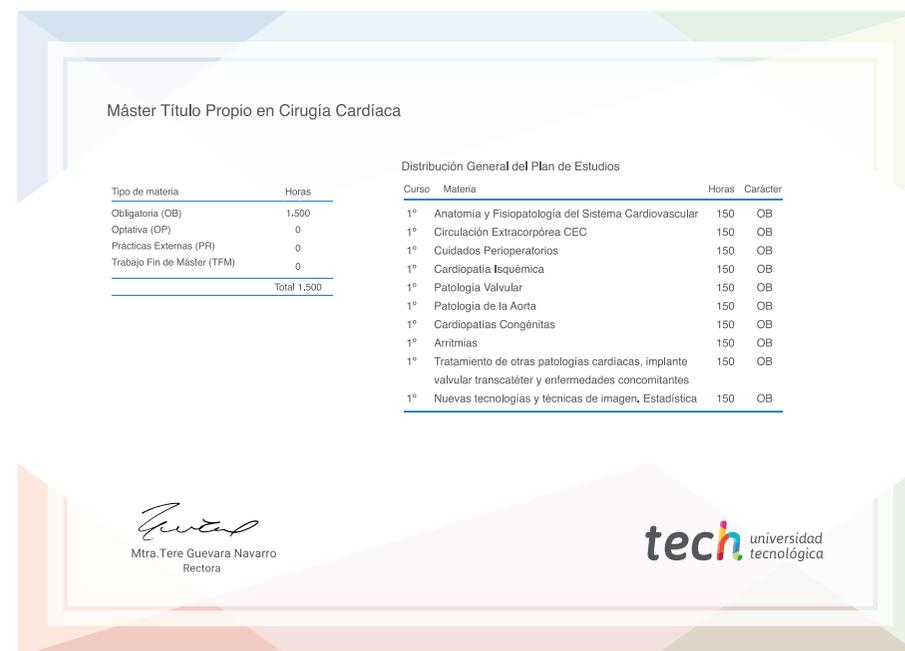 Máster Título Propio en Cirugía Cardíaca
Tipo de materia Horas
Obligatoria (OB) 1.500
Optativa (OP) 0
Prácticas Externas (PR) 0
Trabajo Fin de Máster (TFM) 0
Total 1.500
Distribución General del Plan de Estudios
Curso Materia Horas Carácter
1º Anatomía y Fisiopatología del Sistema Cardiovascular 150 OB
1º Circulación Extracorpórea CEC 150 OB
1º Cuidados Perioperatorios 150 OB
1º Cardiopatía Isquémica 150 OB
1º Patología Valvular 150 OB
1º Patología de la Aorta 150 OB
1º Cardiopatías Congénitas 150 OB
1º Arritmias 150 OB
1º Tratamiento de otras patologías cardíacas, implante 150 OB
valvular transcatéter y enfermedades concomitantes
1º Nuevas tecnologías y técnicas de imagen. Estadística 150 OB
Mtra.Tere Guevara Navarro
Rectora
tech universidad
tecnológica